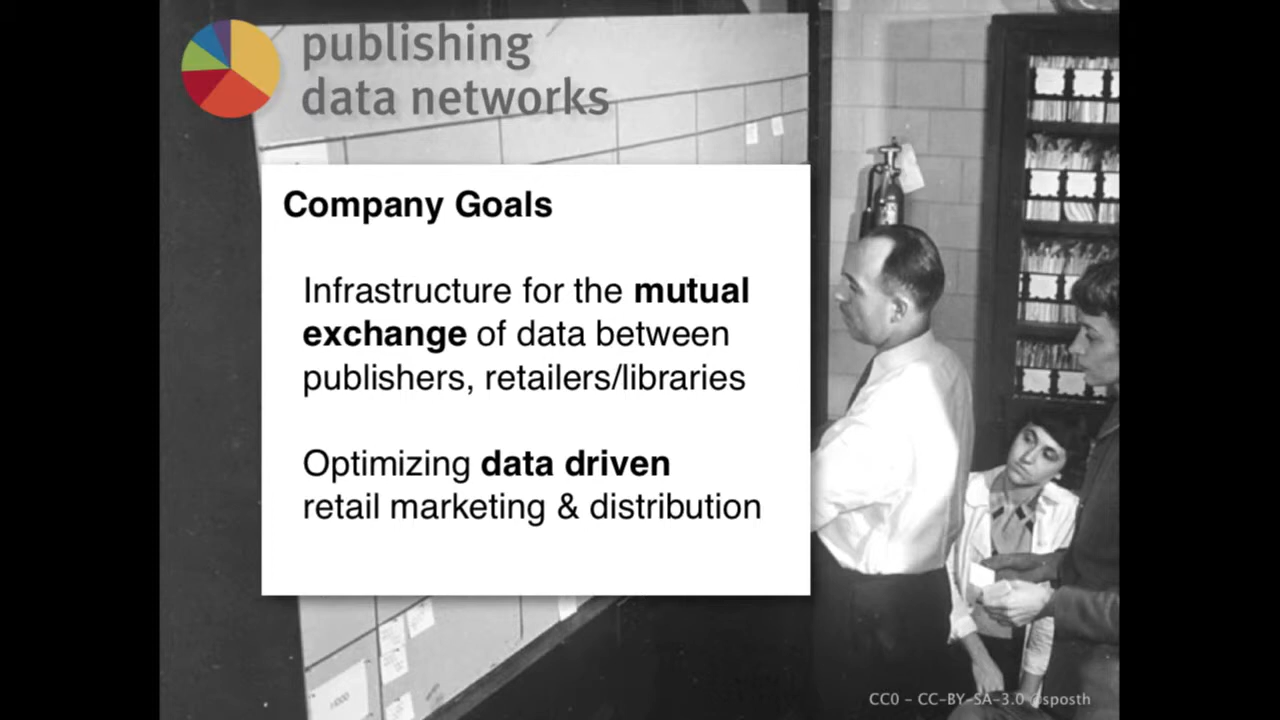 publishing
data networks
Company Goals
Infrastructure for the mutual
exchange of data between
publishers, retailers/libraries
Optimizing data driven
retail marketing & distribution
CC0 - CC-BY-SA-3.0 @sposth